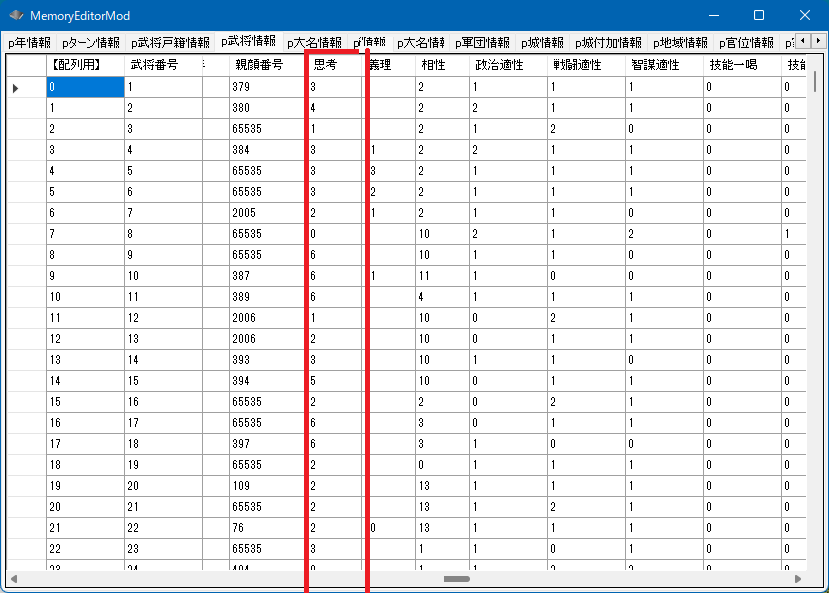 MemoryEditorMod
p年情報 pターン情報 p武将戸籍情報 p武将情報 p大名情報 p 情報 p大名情 p軍団情報 p城情報 p城付加情報 p地域情報 p官位情報
【配列用】 武将番号 親顔番号 思考 義理 相性 政治適性 戦闘適性 智謀適性 技能一喝 技能
0 1 379 3 2 1 1 1 0 0
1 2 380 4 2 2 1 1 0 0
2 3 65535 1 2 1 2 0 0 0
3 4 384 3 1 2 2 1 1 0 0
4 5 65535 3 3 2 1 1 1 0 0
5 6 65535 3 2 2 1 1 1 0 0
6 7 2005 2 1 2 1 1 0 0 0
7 8 65535 0 10 2 1 2 0 1
8 9 65535 6 10 1 1 0 0 0
9 10 387 6 1 11 1 0 0 0 0
10 11 389 6 4 1 1 1 0 0
11 12 2006 1 10 0 2 1 0 0
12 13 2006 2 10 0 1 1 0 0
13 14 393 3 10 1 1 0 0 0
14 15 394 5 10 0 1 1 0 0
15 16 65535 2 2 0 2 1 0 0
16 17 65535 6 3 0 1 1 0 0
17 18 397 6 3 1 0 0 0 0
18 19 65535 2 0 1 1 1 0 0
19 20 109 2 13 1 1 1 0 0
20 21 65535 2 13 1 2 1 0 0
21 22 76 2 0 13 1 1 1 0 0
22 23 65535 3 1 1 0 1 0 0
23 24